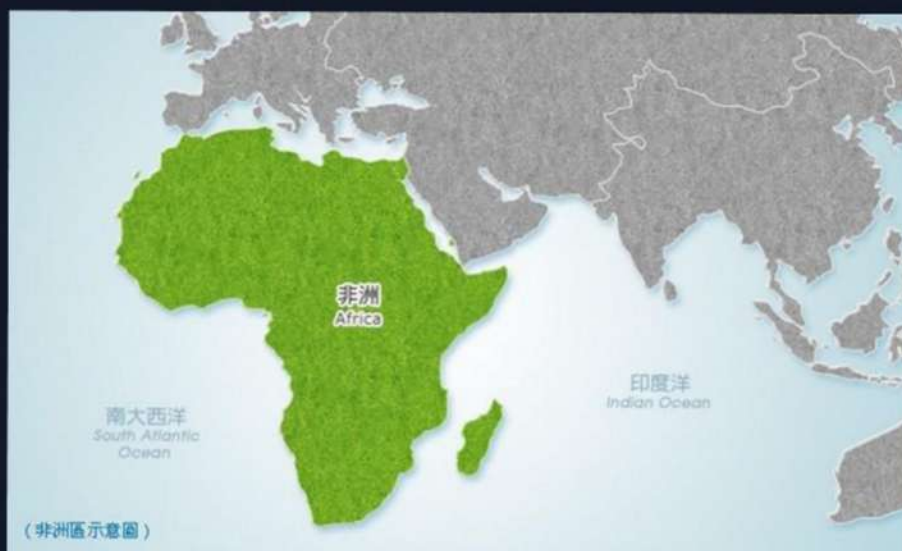 非洲
Africa
印度洋
Indian Ocean
南大西洋
South Atlantic
Ocean
(非洲區示意圖)